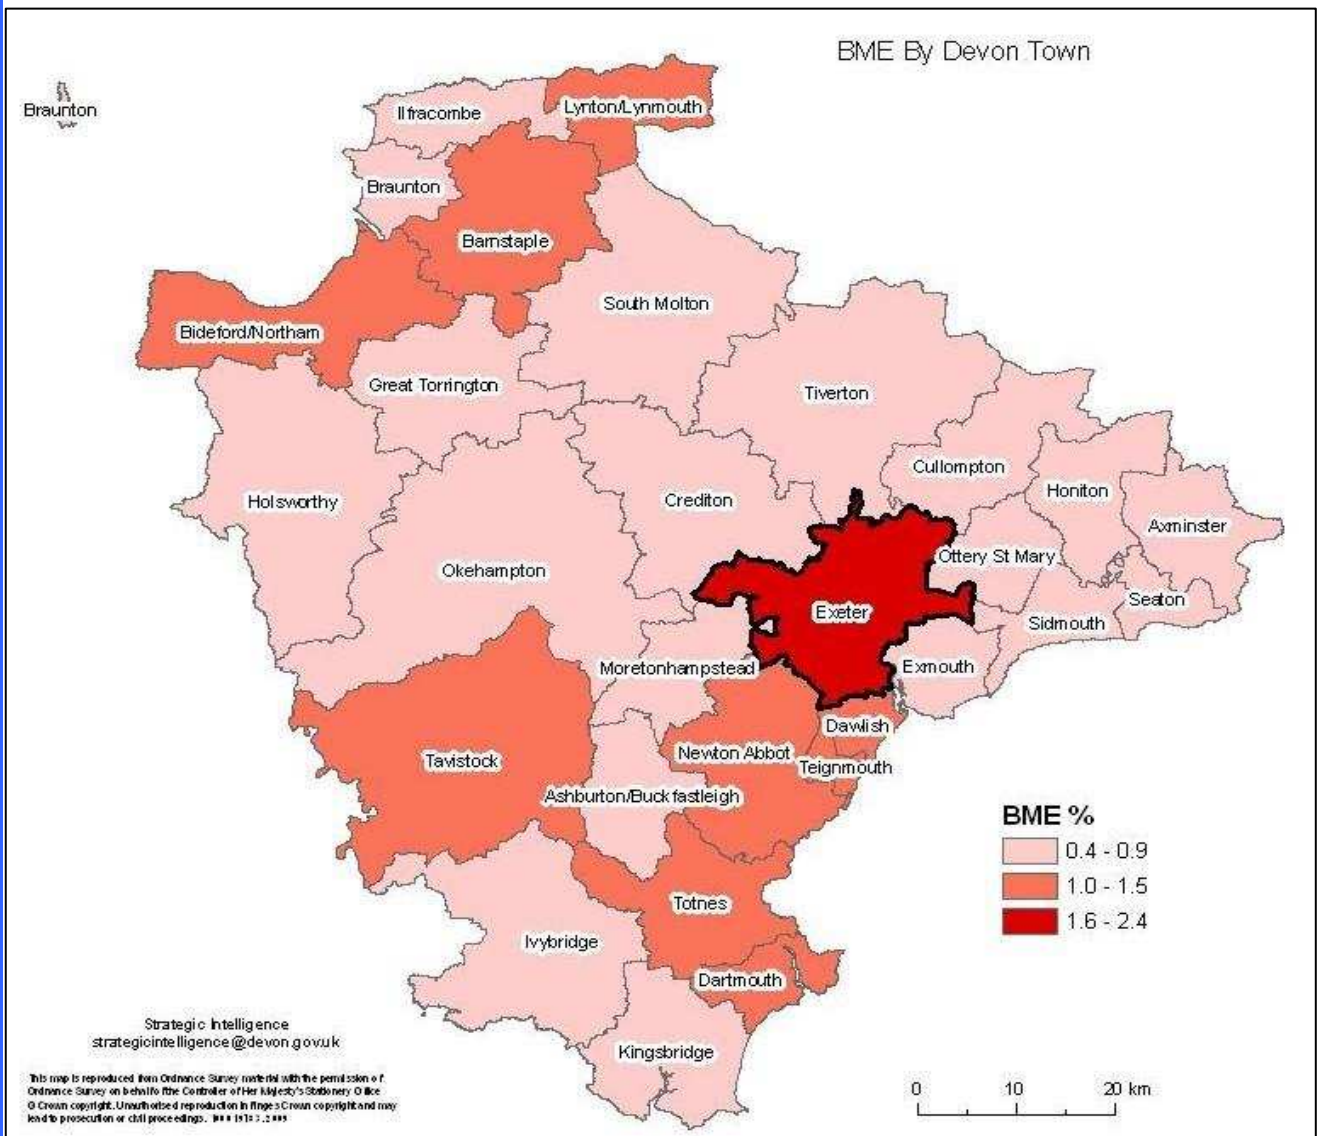 BME By Devon Town
Braunton
Ilfracombe
Lynton/Lynmouth
Braunton
Barnstaple
South Molton
Bideford/Northam
Great Torrington
Tiverton
Cullompton
Honiton
Holsworthy
Crediton
Axminster
Okehampton
Ottery St Mary
Seaton
Exeter
Sidmouth
Moretonhampstead
Exmouth
Dawlish
Newton Abbot
Tavistock
Teignmouth
Ashburton/Buckfastleigh
Totnes
Ivybridge
Dartmouth
Kingsbridge
BME %
0.4 - 0.9
1.0 - 1.5
1.6 - 2.4
Strategic Intelligence
strategicintelligence@devon.gov.uk
This map is reproduced from Ordnance Survey material with the permission of
Ordnance Survey on behalf of the Controller of Her Majesty's Stationery Office
© Crown copyright. Unauthorised reproduction infringes Crown copyright and may
lead to prosecution or civil proceedings.
0 10 20 km